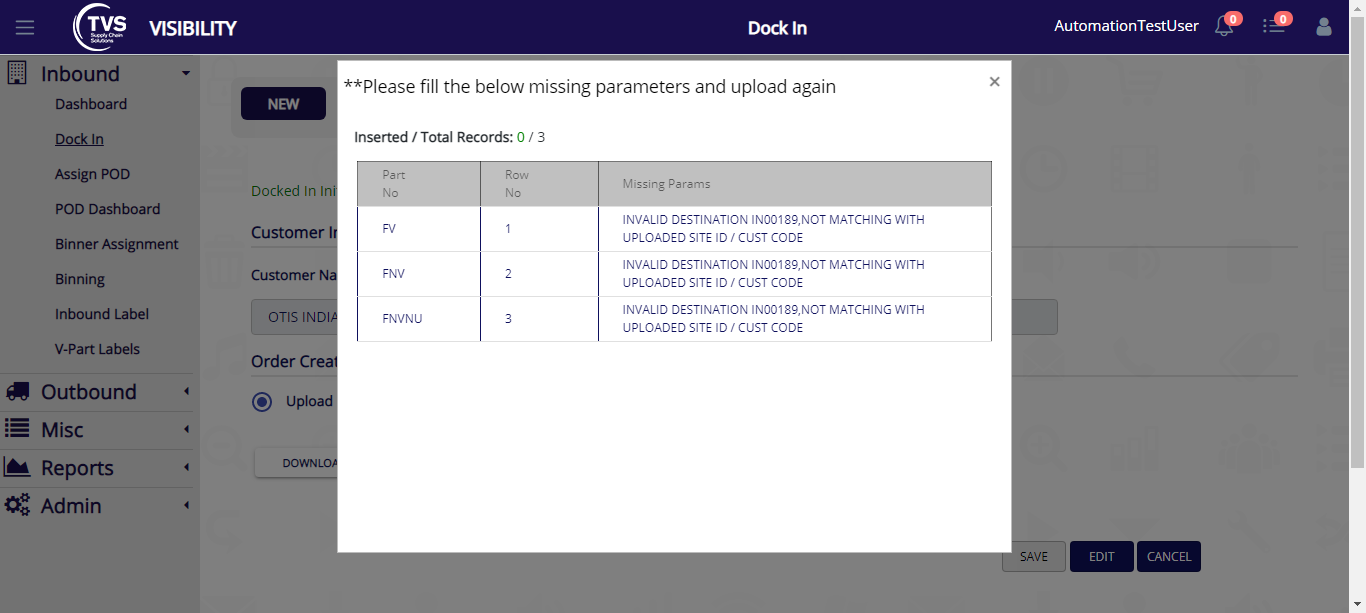 TVS
Supply Chain
Solutions
VISIBILITY
Dock In
AutomationTestUser
0
0
Inbound
Dashboard
Dock In
Assign POD
POD Dashboard
Binner Assignment
Binning
Inbound Label
V-Part Labels
Outbound
Misc
Reports
Admin
NEW
Docked In Ini
Customer In
Customer Na
OTIS INDIA
Order Creat
Upload
DOWNLOA
**Please fill the below missing parameters and upload again
×
Inserted / Total Records: 0 / 3
Part No Row No Missing Params
FV 1 INVALID DESTINATION IN00189,NOT MATCHING WITH
UPLOADED SITE ID / CUST CODE
FNV 2 INVALID DESTINATION IN00189,NOT MATCHING WITH
UPLOADED SITE ID / CUST CODE
FNVNU 3 INVALID DESTINATION IN00189,NOT MATCHING WITH
UPLOADED SITE ID / CUST CODE
SAVE EDIT CANCEL